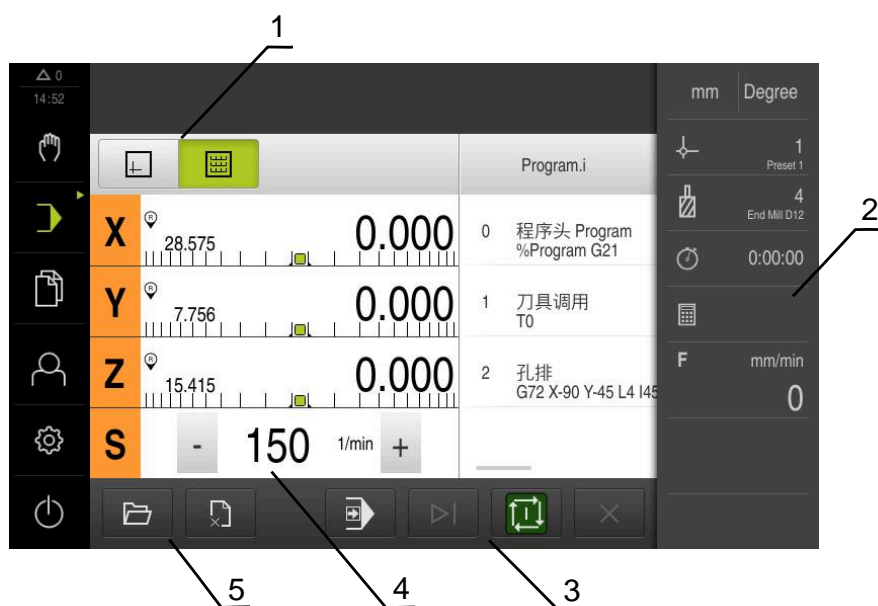 1
0
14:52
mm Degree
1
Preset 1
4
End Mill D12
2
0:00:00
F mm/min
0
Program.i
X R 28.575 0.000
Y R 7.756 0.000
Z R 15.415 0.000
S - 150 1/min +
0 程序头 Program
%Program G21
1 刀具调用
T0
2 孔排
G72 X-90 Y-45 L4 I45
5 4 3